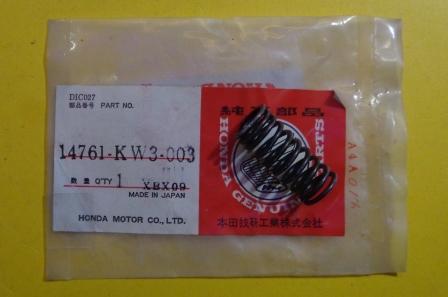 DIC027
部品番号 PART NO.
14761-KW3-003
数量 Q'TY 1 XBX09
MADE IN JAPAN
HONDA MOTOR CO., LTD.
純正部品
HONDA GENUINE PARTS
本田技研工業株式会社